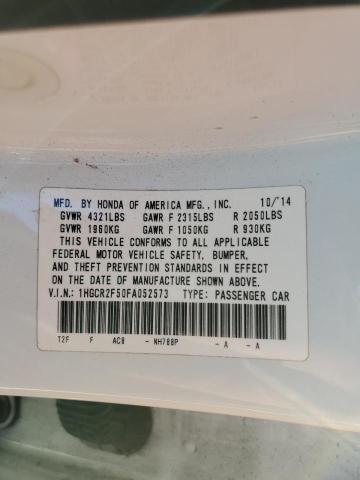 MFD. BY HONDA OF AMERICA MFG., INC. 10/'14
GVWR 4321LBS GAWR F 2315LBS R 2050LBS
GVWR 1960KG GAWR F 1050KG R 930KG
THIS VEHICLE CONFORMS TO ALL APPLICABLE
FEDERAL MOTOR VEHICLE SAFETY, BUMPER,
AND THEFT PREVENTION STANDARDS IN EFFECT
ON THE DATE OF MANUFACTURE SHOWN ABOVE.
V.I.N: 1HGCR2F50FA052573 TYPE: PASSENGER CAR
T2F F AC8 - NH788P - A - A